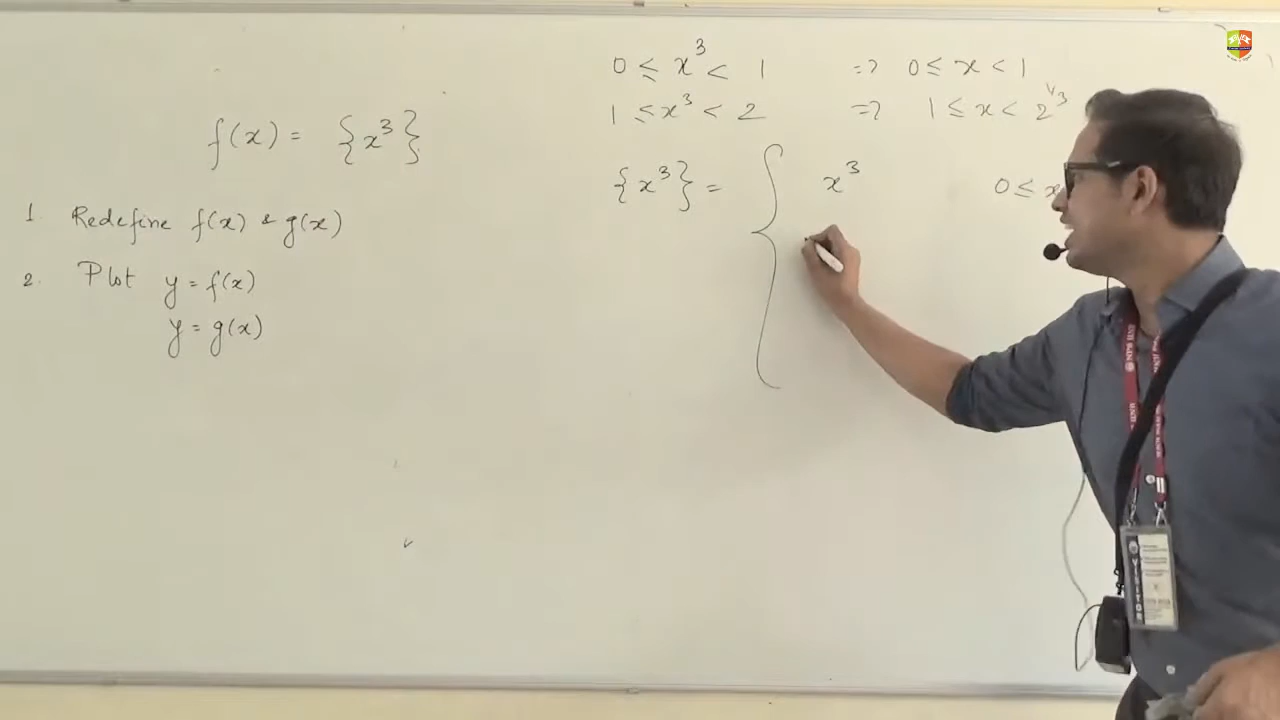 f(x) = {x³}
1. Redefine f(x) & g(x)
2. Plot y = f(x)
y = g(x)
0 ≤ x³ < 1 => 0 ≤ x < 1
1 ≤ x³ < 2 => 1 ≤ x < 2^1/3
{x³} = { x³ 0 ≤ x
VISITOR